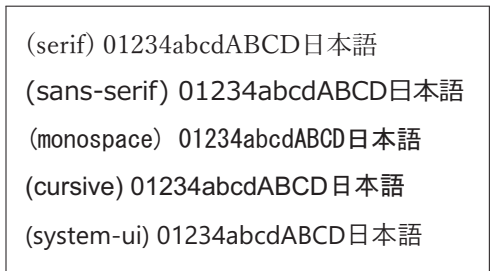 (serif) 01234abcdABCD日本語
(sans-serif) 01234abcdABCD日本語
(monospace) 01234abcdABCD日本語
(cursive) 01234abcdABCD日本語
(system-ui) 01234abcdABCD日本語